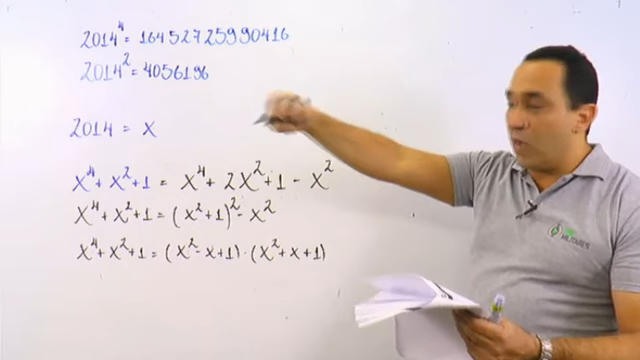 2014⁴ = 16452725990416
2014² = 4056196
2014 = x
x⁴ + x² + 1 = x⁴ + 2x² + 1 - x²
x⁴ + x² + 1 = (x² + 1)² - x²
x⁴ + x² + 1 = (x² - x + 1) · (x² + x + 1)